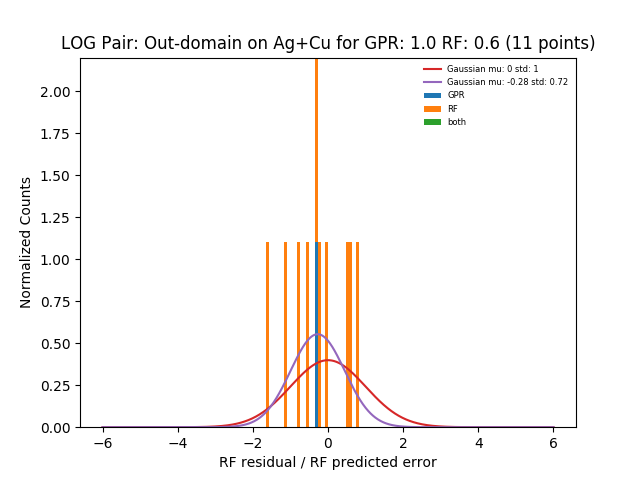 LOG Pair: Out-domain on Ag+Cu for GPR: 1.0 RF: 0.6 (11 points)
Gaussian mu: 0 std: 1
Gaussian mu: -0.28 std: 0.72
GPR
RF
both
Normalized Counts
2.00
1.75
1.50
1.25
1.00
0.75
0.50
0.25
0.00
−6 −4 −2 0 2 4 6
RF residual / RF predicted error